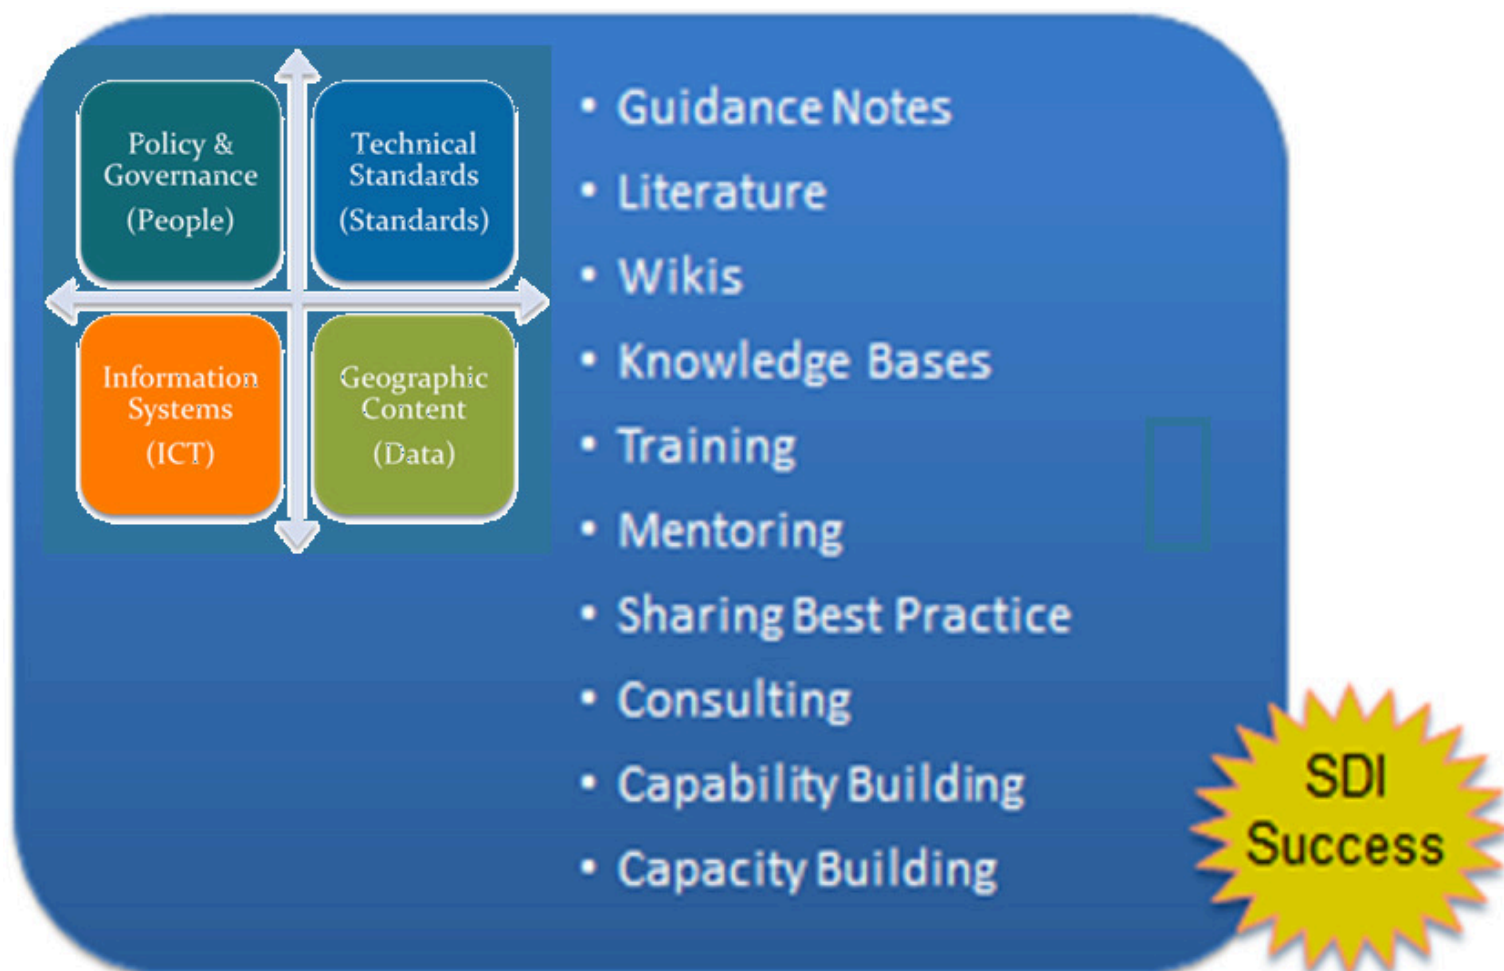 Policy &
Governance
(People)
Technical
Standards
(Standards)
Information
Systems
(ICT)
Geographic
Content
(Data)
• Guidance Notes
• Literature
• Wikis
• Knowledge Bases
• Training
• Mentoring
• Sharing Best Practice
• Consulting
• Capability Building
• Capacity Building
SDI
Success